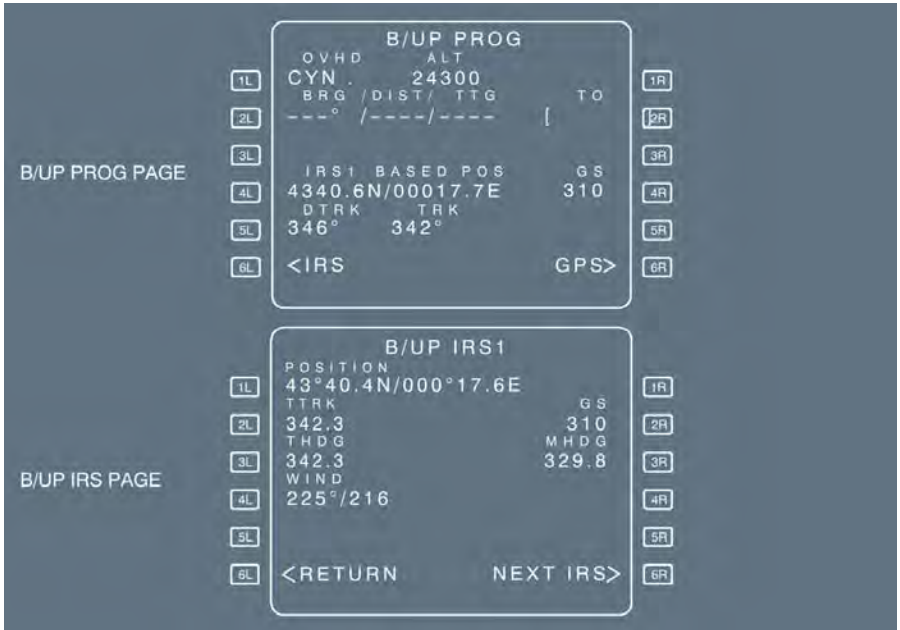 B/UP PROG
OVHD ALT
1L CYN . 24300 1R
BRG /DIST/ TTG TO
2L ---° /----/---- [ ]2R
3L 3R
B/UP PROG PAGE
IRS1 BASED POS GS
4L 4340.6N/00017.7E 310 4R
DTRK TRK
5L 346° 342° 5R
6L <IRS GPS> 6R
B/UP IRS1
POSITION
1L 43°40.4N/000°17.6E 1R
TTRK GS
2L 342.3 310 2R
THDG MHDG
3L 342.3 329.8 3R
B/UP IRS PAGE
WIND
4L 225°/216 4R
5L 5R
6L <RETURN NEXT IRS> 6R